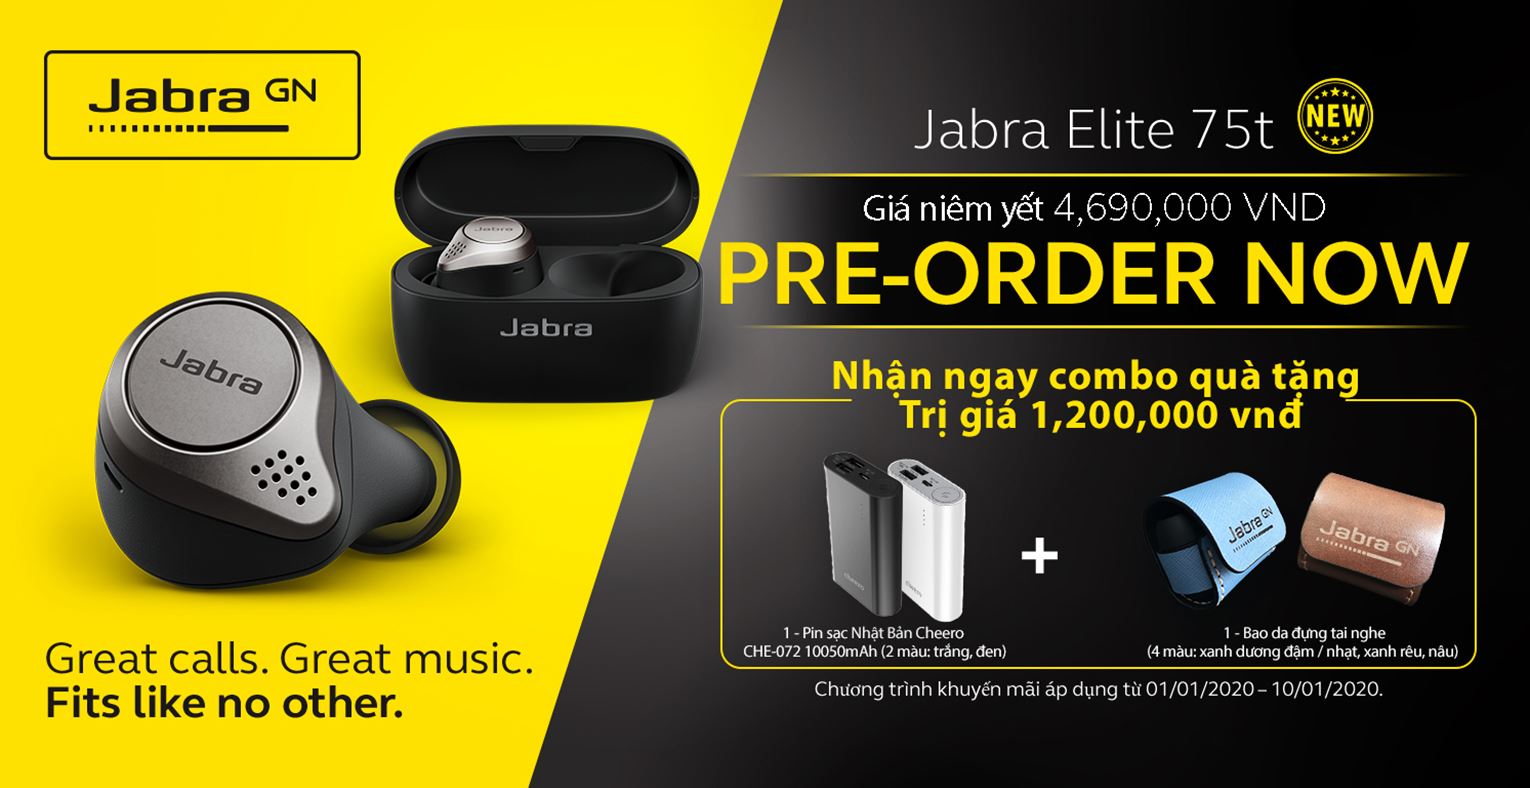 Jabra GN
Jabra
Jabra
Jabra
Great calls. Great music.
Fits like no other.
Jabra Elite 75t
NEW
Giá niêm yết 4,690,000 VND
PRE-ORDER NOW
Nhận ngay combo quà tặng
Trị giá 1,200,000 vnđ
cheero
cheero
+
Jabra GN
Jabra GN
1 - Pin sạc Nhật Bản Cheero
CHE-072 10050mAh (2 màu: trắng, đen)
1 - Bao da đựng tai nghe
(4 màu: xanh dương đậm / nhạt, xanh rêu, nâu)
Chương trình khuyến mãi áp dụng từ 01/01/2020 – 10/01/2020.